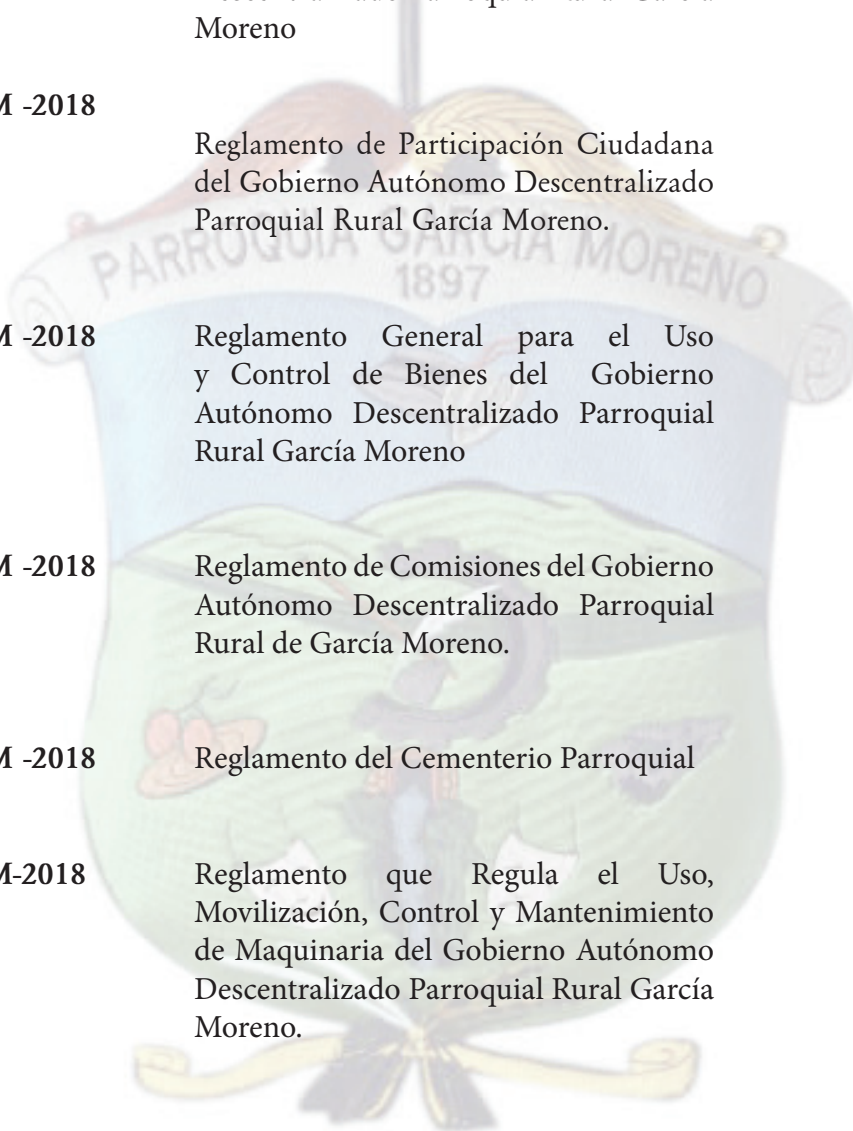 Moreno
M -2018
Reglamento de Participación Ciudadana
del Gobierno Autónomo Descentralizado
Parroquial Rural García Moreno.
PARROQUIA GARCIA MORENO
1897
M -2018 Reglamento General para el Uso
y Control de Bienes del Gobierno
Autónomo Descentralizado Parroquial
Rural García Moreno
M -2018 Reglamento de Comisiones del Gobierno
Autónomo Descentralizado Parroquial
Rural de García Moreno.
M -2018 Reglamento del Cementerio Parroquial
M-2018 Reglamento que Regula el Uso,
Movilización, Control y Mantenimiento
de Maquinaria del Gobierno Autónomo
Descentralizado Parroquial Rural García
Moreno.